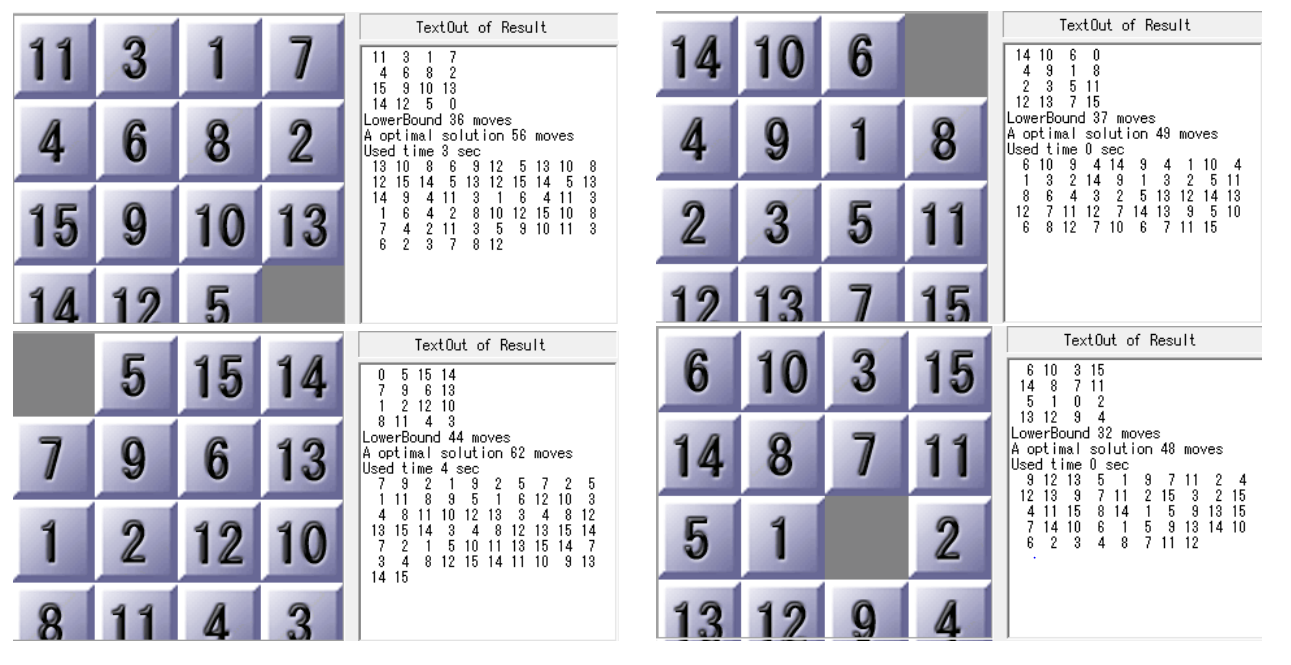 11 3 1 7
4 6 8 2
15 9 10 13
14 12 5
TextOut of Result
11 3 1 7
4 6 8 2
15 9 10 13
14 12 5 0
LowerBound 36 moves
A optimal solution 56 moves
Used time 3 sec
13 10 8 6 9 12 5 13 10 8
12 15 14 5 13 12 15 14 5 13
14 9 4 11 3 1 6 4 11 3
1 6 4 2 8 10 12 15 10 8
7 4 2 11 3 5 9 10 11 3
6 2 3 7 8 12
14 10 6
4 9 1 8
2 3 5 11
12 13 7 15
TextOut of Result
14 10 6 0
4 9 1 8
2 3 5 11
12 13 7 15
LowerBound 37 moves
A optimal solution 49 moves
Used time 0 sec
6 10 9 4 14 9 4 1 10 4
1 3 2 14 9 1 3 2 5 11
8 6 4 3 2 5 13 12 14 13
12 7 11 12 7 14 13 9 5 10
6 8 12 7 10 6 7 11 15
5 15 14
7 9 6 13
1 2 12 10
8 11 4 3
TextOut of Result
0 5 15 14
7 9 6 13
1 2 12 10
8 11 4 3
LowerBound 44 moves
A optimal solution 62 moves
Used time 4 sec
7 9 2 1 9 2 5 7 2 5
1 11 8 9 5 1 6 12 10 3
4 8 11 10 12 13 3 4 8 12
13 15 14 3 4 8 12 13 15 14
7 2 1 5 10 11 13 15 14 7
3 4 8 12 15 14 11 10 9 13
14 15
6 10 3 15
14 8 7 11
5 1 2
13 12 9 4
TextOut of Result
6 10 3 15
14 8 7 11
5 1 0 2
13 12 9 4
LowerBound 32 moves
A optimal solution 48 moves
Used time 0 sec
9 12 13 5 1 9 7 11 2 4
12 13 9 7 11 2 15 3 2 15
4 11 15 8 14 1 5 9 13 15
7 14 10 6 1 5 9 13 14 10
6 2 3 4 8 7 11 12